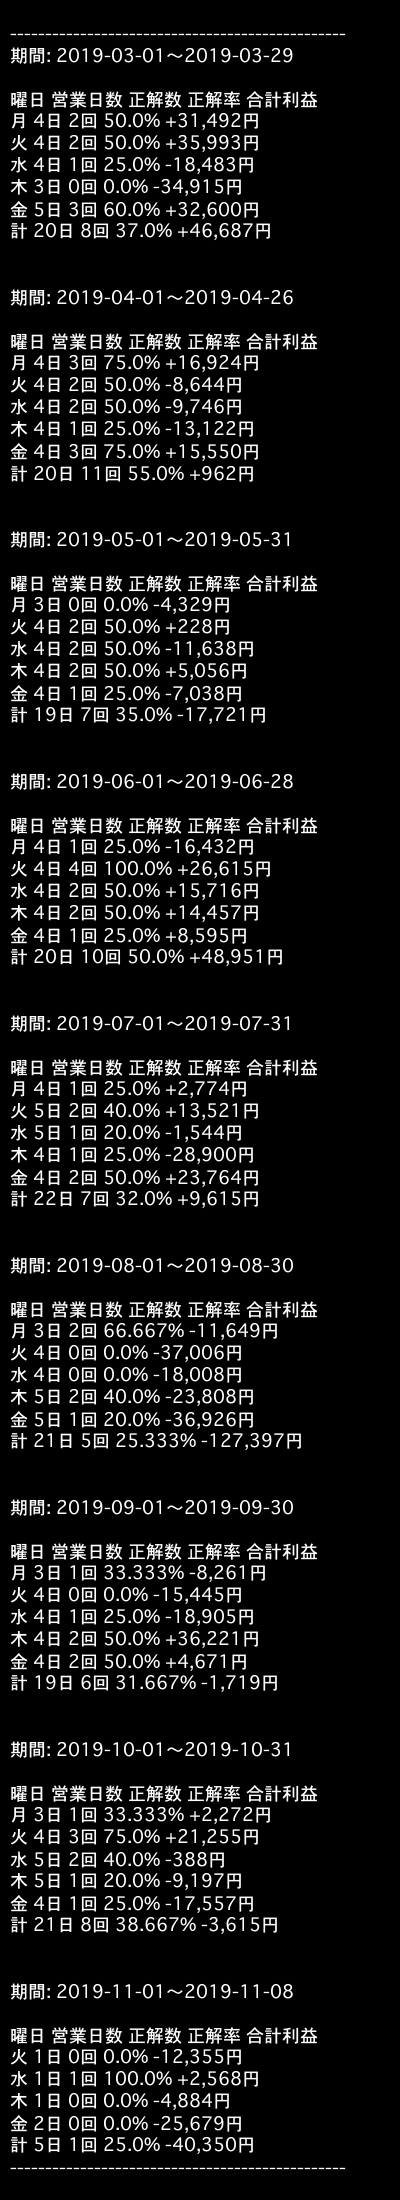 ------------------------------------------------
期間: 2019-03-01〜2019-03-29
曜日 営業日数 正解数 正解率 合計利益
月 4日 2回 50.0% +31,492円
火 4日 2回 50.0% +35,993円
水 4日 1回 25.0% -18,483円
木 3日 0回 0.0% -34,915円
金 5日 3回 60.0% +32,600円
計 20日 8回 37.0% +46,687円
期間: 2019-04-01〜2019-04-26
曜日 営業日数 正解数 正解率 合計利益
月 4日 3回 75.0% +16,924円
火 4日 2回 50.0% -8,644円
水 4日 2回 50.0% -9,746円
木 4日 1回 25.0% -13,122円
金 4日 3回 75.0% +15,550円
計 20日 11回 55.0% +962円
期間: 2019-05-01〜2019-05-31
曜日 営業日数 正解数 正解率 合計利益
月 3日 0回 0.0% -4,329円
火 4日 2回 50.0% +228円
水 4日 2回 50.0% -11,638円
木 4日 2回 50.0% +5,056円
金 4日 1回 25.0% -7,038円
計 19日 7回 35.0% -17,721円
期間: 2019-06-01〜2019-06-28
曜日 営業日数 正解数 正解率 合計利益
月 4日 1回 25.0% -16,432円
火 4日 4回 100.0% +26,615円
水 4日 2回 50.0% +15,716円
木 4日 2回 50.0% +14,457円
金 4日 1回 25.0% +8,595円
計 20日 10回 50.0% +48,951円
期間: 2019-07-01〜2019-07-31
曜日 営業日数 正解数 正解率 合計利益
月 4日 1回 25.0% +2,774円
火 5日 2回 40.0% +13,521円
水 5日 1回 20.0% -1,544円
木 4日 1回 25.0% -28,900円
金 4日 2回 50.0% +23,764円
計 22日 7回 32.0% +9,615円
期間: 2019-08-01〜2019-08-30
曜日 営業日数 正解数 正解率 合計利益
月 3日 2回 66.667% -11,649円
火 4日 0回 0.0% -37,006円
水 4日 0回 0.0% -18,008円
木 5日 2回 40.0% -23,808円
金 5日 1回 20.0% -36,926円
計 21日 5回 25.333% -127,397円
期間: 2019-09-01〜2019-09-30
曜日 営業日数 正解数 正解率 合計利益
月 3日 1回 33.333% -8,261円
火 4日 0回 0.0% -15,445円
水 4日 1回 25.0% -18,905円
木 4日 2回 50.0% +36,221円
金 4日 2回 50.0% +4,671円
計 19日 6回 31.667% -1,719円
期間: 2019-10-01〜2019-10-31
曜日 営業日数 正解数 正解率 合計利益
月 3日 1回 33.333% +2,272円
火 4日 3回 75.0% +21,255円
水 5日 2回 40.0% -388円
木 5日 1回 20.0% -9,197円
金 4日 1回 25.0% -17,557円
計 21日 8回 38.667% -3,615円
期間: 2019-11-01〜2019-11-08
曜日 営業日数 正解数 正解率 合計利益
火 1日 0回 0.0% -12,355円
水 1日 1回 100.0% +2,568円
木 1日 0回 0.0% -4,884円
金 2日 0回 0.0% -25,679円
計 5日 1回 25.0% -40,350円
------------------------------------------------